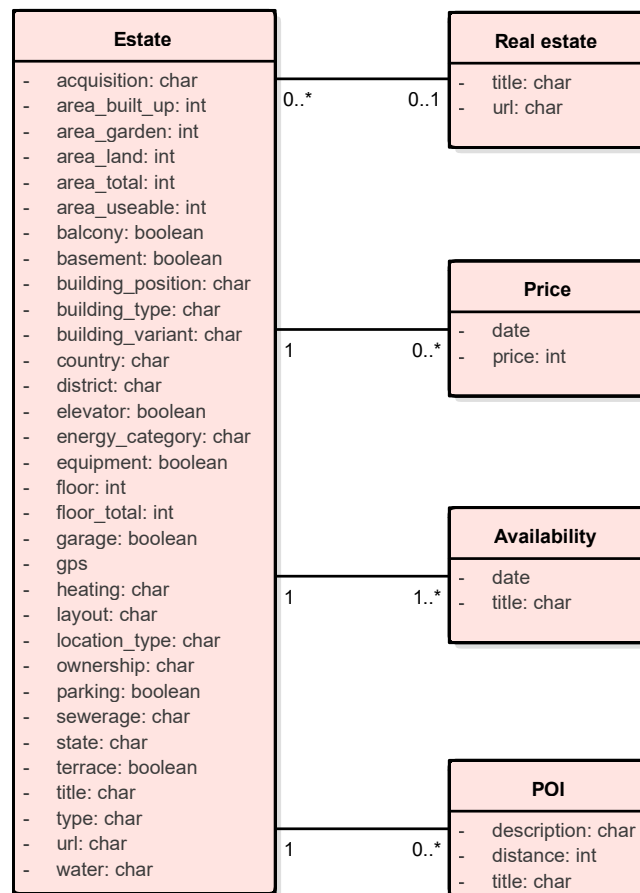 Estate
- acquisition: char
- area_built_up: int
- area_garden: int
- area_land: int
- area_total: int
- area_useable: int
- balcony: boolean
- basement: boolean
- building_position: char
- building_type: char
- building_variant: char
- country: char
- district: char
- elevator: boolean
- energy_category: char
- equipment: boolean
- floor: int
- floor_total: int
- garage: boolean
- gps
- heating: char
- layout: char
- location_type: char
- ownership: char
- parking: boolean
- sewerage: char
- state: char
- terrace: boolean
- title: char
- type: char
- url: char
- water: char
0..* 0..1
Real estate
- title: char
- url: char
1 0..*
Price
- date
- price: int
1 1..*
Availability
- date
- title: char
1 0..*
POI
- description: char
- distance: int
- title: char